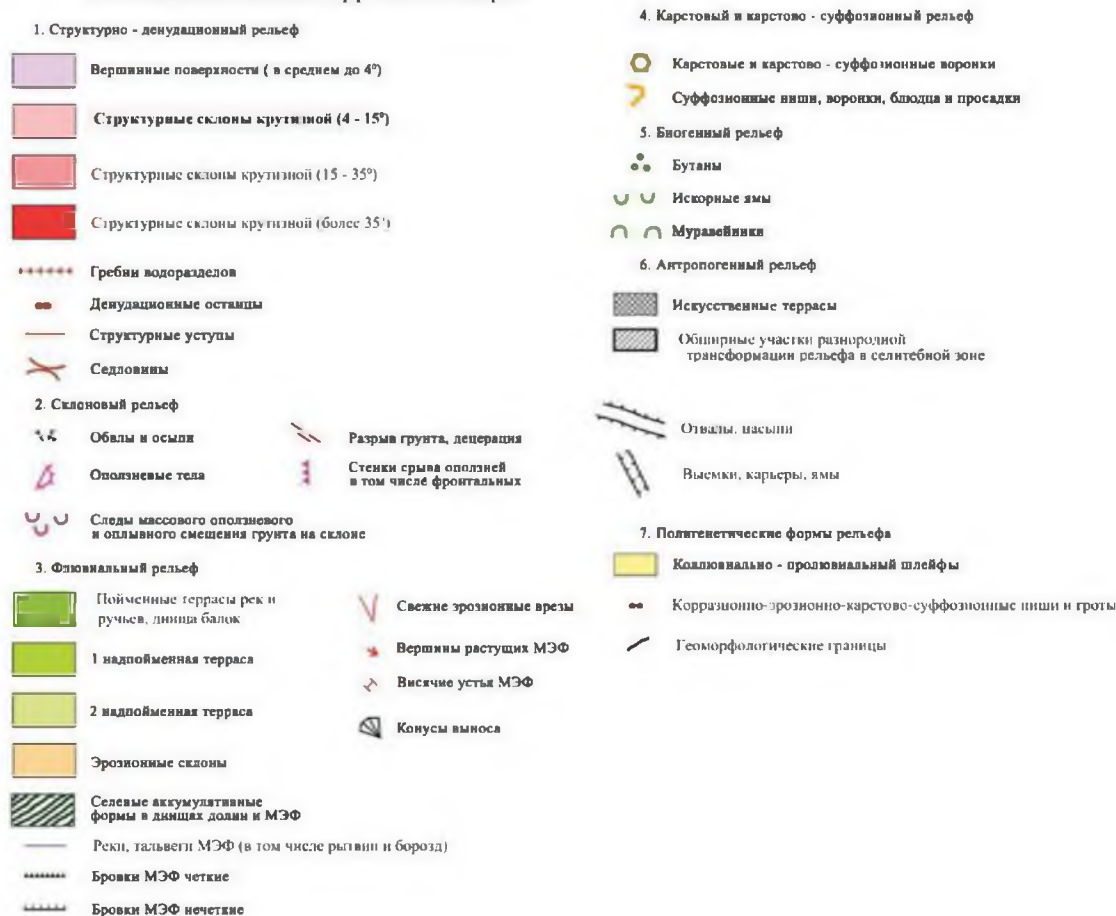 1. Структурно - денудационный рельеф
Вершинные поверхности ( в среднем до 4°)
Структурные склоны крутизной (4 - 15°)
Структурные склоны крутизной (15 - 35°)
Структурные склоны крутизной (более 35°)
Гребни водоразделов
Денудационные останцы
Структурные уступы
Седловины
2. Склоновый рельеф
Обвалы и осыпи
Оползневые тела
Следы массового оползневого
и оплывного смещения грунта на склоне
Разрыв грунта, децерация
Стенки срыва оползней
в том числе фронтальных
3. Флювиальный рельеф
Пойменные террасы рек и
ручьев, днища балок
1 надпойменная терраса
2 надпойменная терраса
Эрозионные склоны
Селевые аккумулятивные
формы в днищах долин и МЭФ
Реки, тальвеги МЭФ (в том числе рытвин и борозд)
Бровки МЭФ четкие
Бровки МЭФ нечеткие
Свежие эрозионные врезы
Вершины растущих МЭФ
Висячие устья МЭФ
Конусы выноса
4. Карстовый и карстово - суффозионный рельеф
Карстовые и карстово - суффозионные воронки
Суффозионные ниши, воронки, блюдца и просадки
5. Биогенный рельеф
Бутаны
Искорные ямы
Муравейники
6. Антропогенный рельеф
Искусственные террасы
Обширные участки разнородной
трансформации рельефа в селитебной зоне
Отвалы, насыпи
Выемки, карьеры, ямы
7. Полигенетические формы рельефа
Коллювиально - пролювиальный шлейфы
Корразионно-эрозионно-карстово-суффозионные ниши и гроты
Геоморфологические границы